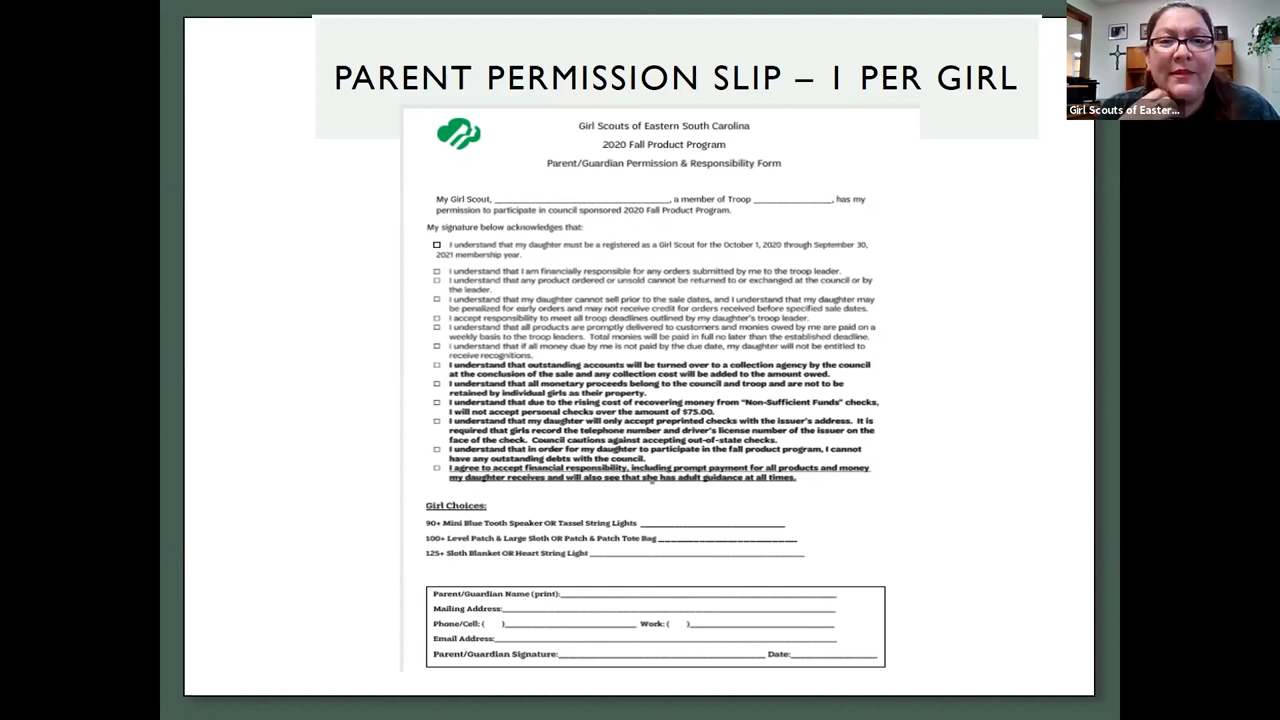 PARENT PERMISSION SLIP – 1 PER GIRL
Girl Scouts of Easter...
Girl Scouts of Eastern South Carolina
2020 Fall Product Program
Parent/Guardian Permission & Responsibility Form
My Girl Scout, ________________, a member of Troop ________________, has my
permission to participate in council sponsored 2020 Fall Product Program.
My signature below acknowledges that:
☐ I understand that my daughter must be a registered as a Girl Scout for the October 1, 2020 through September 30,
2021 membership year.
☐ I understand that I am financially responsible for any orders submitted by me to the troop leader.
☐ I understand that any product ordered or unsold cannot be returned to or exchanged at the council or by
the leader.
☐ I understand that my daughter cannot sell prior to the sale dates, and I understand that my daughter may
be penalized for early orders and may not receive credit for orders received before specified sale dates.
☐ I accept responsibility to meet all troop deadlines outlined by my daughter's troop leader.
☐ I understand that all products are promptly delivered to customers and monies owed by me are paid on a
weekly basis to the troop leaders. Total monies will be paid in full no later than the established deadline.
☐ I understand that if all money due by me is not paid by the due date, my daughter will not be entitled to
receive recognitions.
☐ I understand that outstanding accounts will be turned over to a collection agency by the council
at the conclusion of the sale and any collection cost will be added to the amount owed.
☐ I understand that all monetary proceeds belong to the council and troop and are not to be
retained by individual girls as their property.
☐ I understand that due to the rising cost of recovering money from "Non-Sufficient Funds" checks,
I will not accept personal checks over the amount of $75.00.
☐ I understand that my daughter will only accept preprinted checks with the issuer's address. It is
required that girls record the telephone number and driver's license number of the issuer on the
face of the check. Council cautions against accepting out-of-state checks.
☐ I understand that in order for my daughter to participate in the fall product program, I cannot
have any outstanding debts with the council.
☐ I agree to accept financial responsibility, including prompt payment for all products and money
my daughter receives and will also see that she has adult guidance at all times.
Girl Choices:
90+ Mini Blue Tooth Speaker OR Tassel String Lights ________________
100+ Level Patch & Large Sloth OR Patch & Patch Tote Bag ________________
125+ Sloth Blanket OR Heart String Light ________________
Parent/Guardian Name (print):________________
Mailing Address:________________
Phone/Cell: ( )________________ Work: ( )________________
Email Address:________________
Parent/Guardian Signature:________________ Date:________________